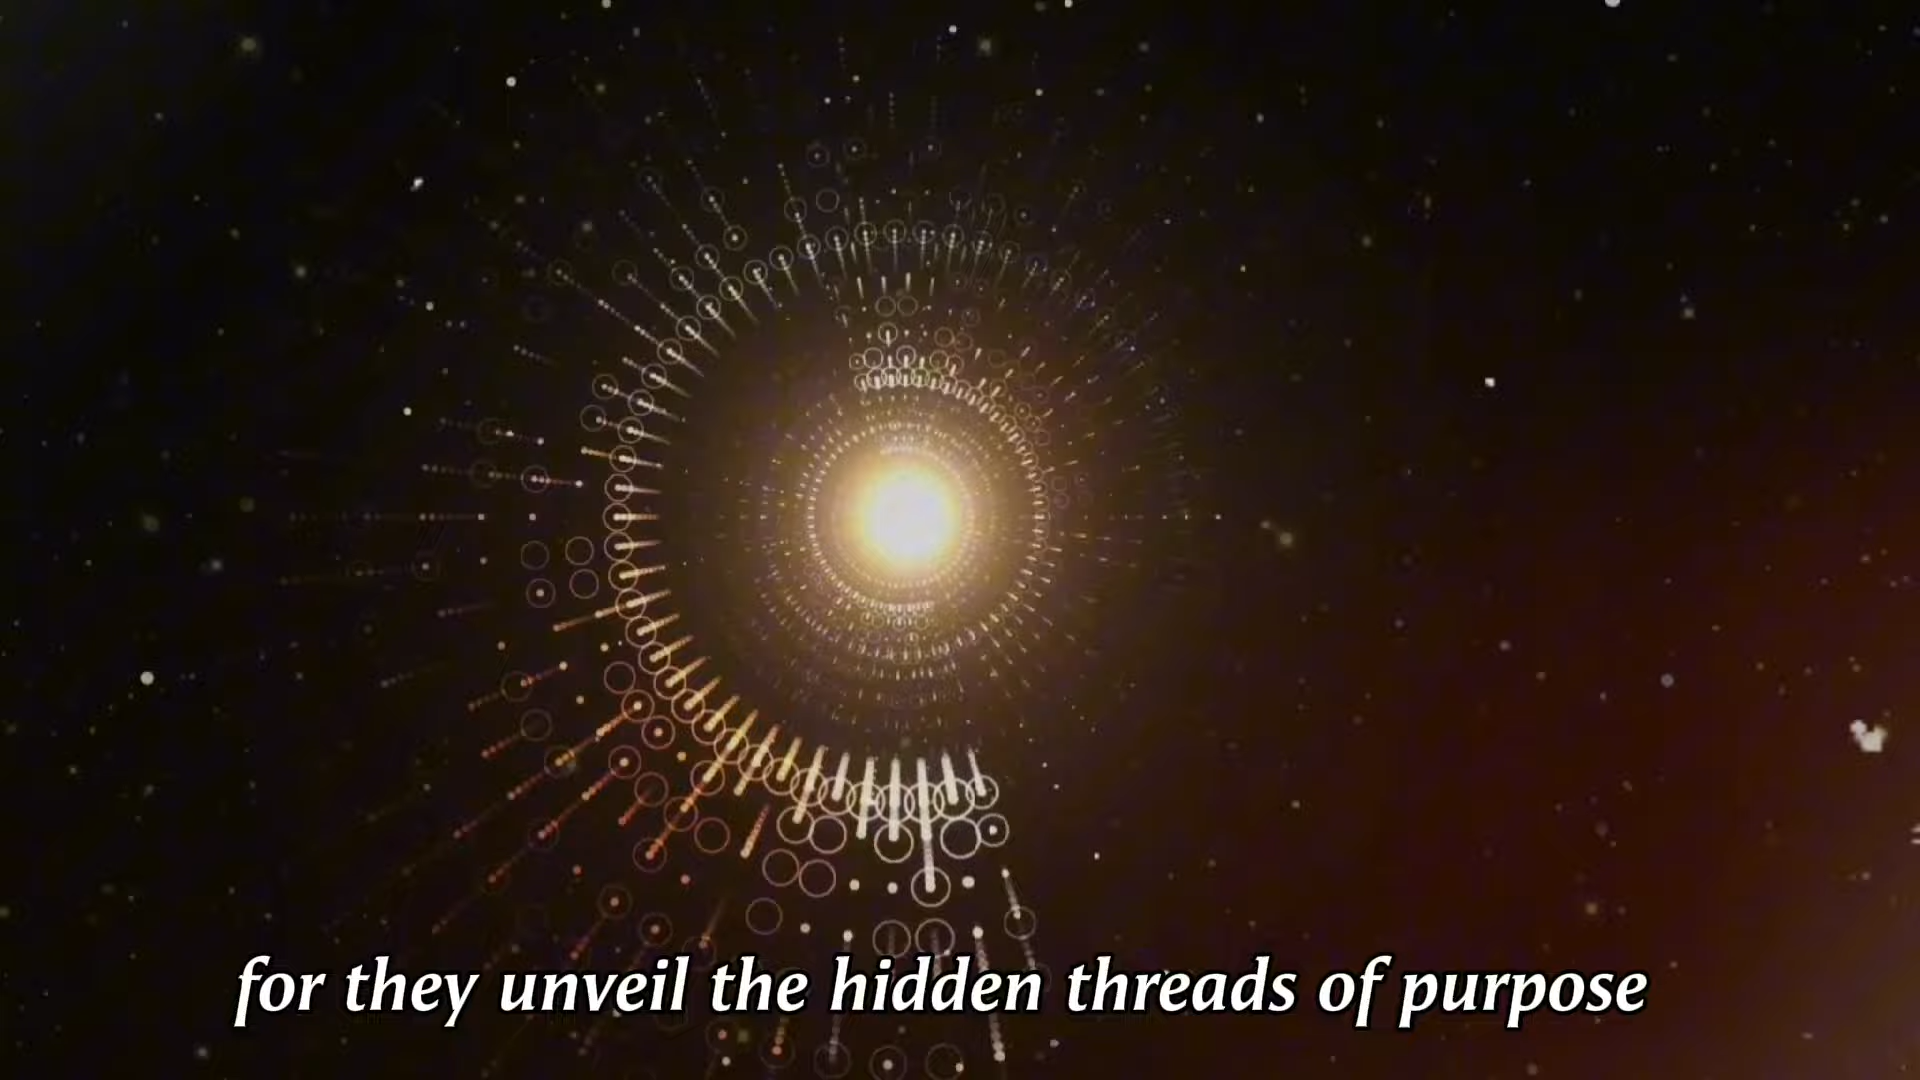 for they unveil the hidden threads of purpose